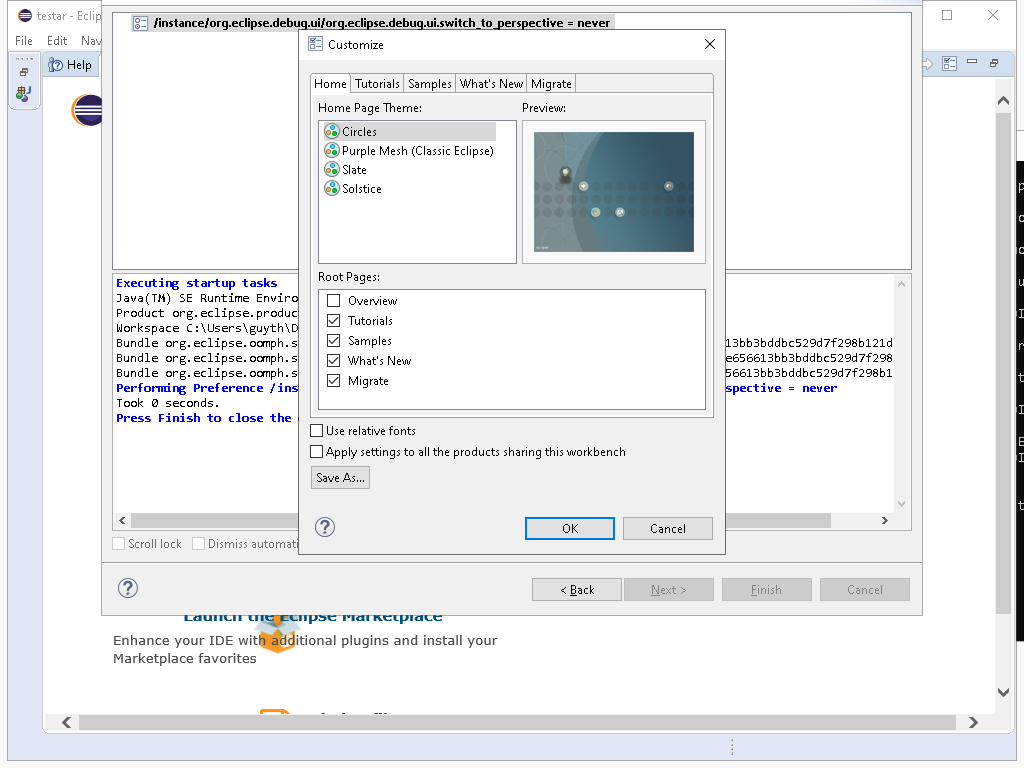 testar - Eclip
/instance/org.eclipse.debug.ui/org.eclipse.debug.ui.switch_to_perspective = never
File Edit Nav
Help
Customize
Home Tutorials Samples What's New Migrate
Home Page Theme:
Preview:
Circles
Purple Mesh (Classic Eclipse)
Slate
Solstice
Root Pages:
Overview
Tutorials
Samples
What's New
Migrate
Use relative fonts
Apply settings to all the products sharing this workbench
Save As...
OK
Cancel
Executing startup tasks
Java(TM) SE Runtime Enviro
Product org.eclipse.produc
Workspace C:\Users\guyth\D
Bundle org.eclipse.oomph.s 13bb3bddbc529d7f298b121d
Bundle org.eclipse.oomph.s e656613bb3bddbc529d7f298
Bundle org.eclipse.oomph.s 56613bb3bddbc529d7f298b1
Performing Preference /ins spective = never
Took 0 seconds.
Press Finish to close the
Scroll lock
Dismiss automati
< Back
Next >
Finish
Cancel
Launch the Eclipse Marketplace
Enhance your IDE with additional plugins and install your
Marketplace favorites